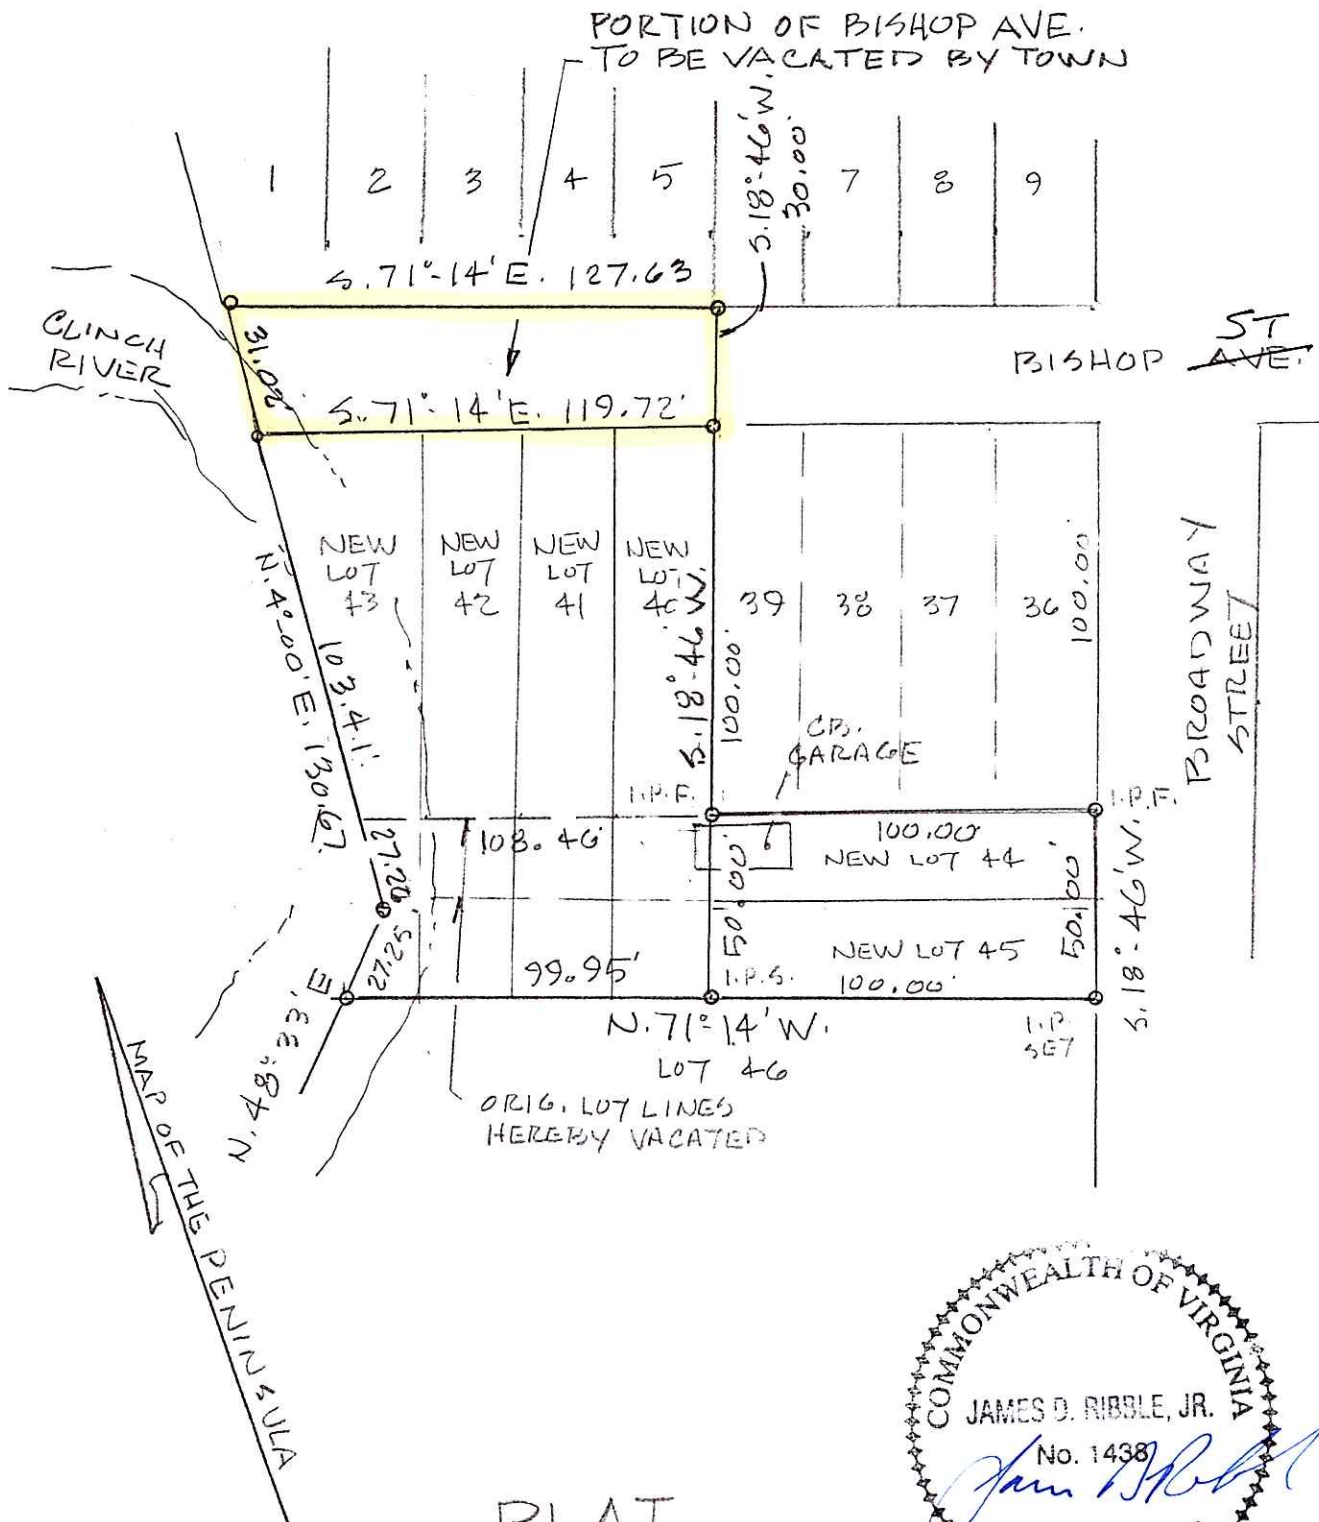 PORTION OF BISHOP AVE.
TO BE VACATED BY TOWN
S.18°-46'W.
30.00'
1
2
3
4
5
7
8
9
S.71°-14'E. 127.63
CLINCH
RIVER
31.02'
S.71°-14'E. 119.72'
BISHOP AVE.
ST
NEW
LOT
43
NEW
LOT
42
NEW
LOT
41
NEW
LOT
40
39
38
37
36
100.00'
BROADWAY
STREET
N.4°-00'E. 130.67'
103.41'
S.18°-46'W.
100.00'
CB.
GARAGE
I.P.F.
I.P.F.
108.46'
100.00'
NEW LOT 44
50.00'
50.00'
S.18°-46'W.
NEW LOT 45
100.00'
27.25
99.95'
I.P.S.
N.48°-33' E
N.71°-14'W.
LOT 46
I.P.
SET
ORIG. LOT LINES
HEREBY VACATED
MAP OF THE PENINSULA
COMMONWEALTH OF VIRGINIA
JAMES D. RIBBLE, JR.
No. 1438
PLAT